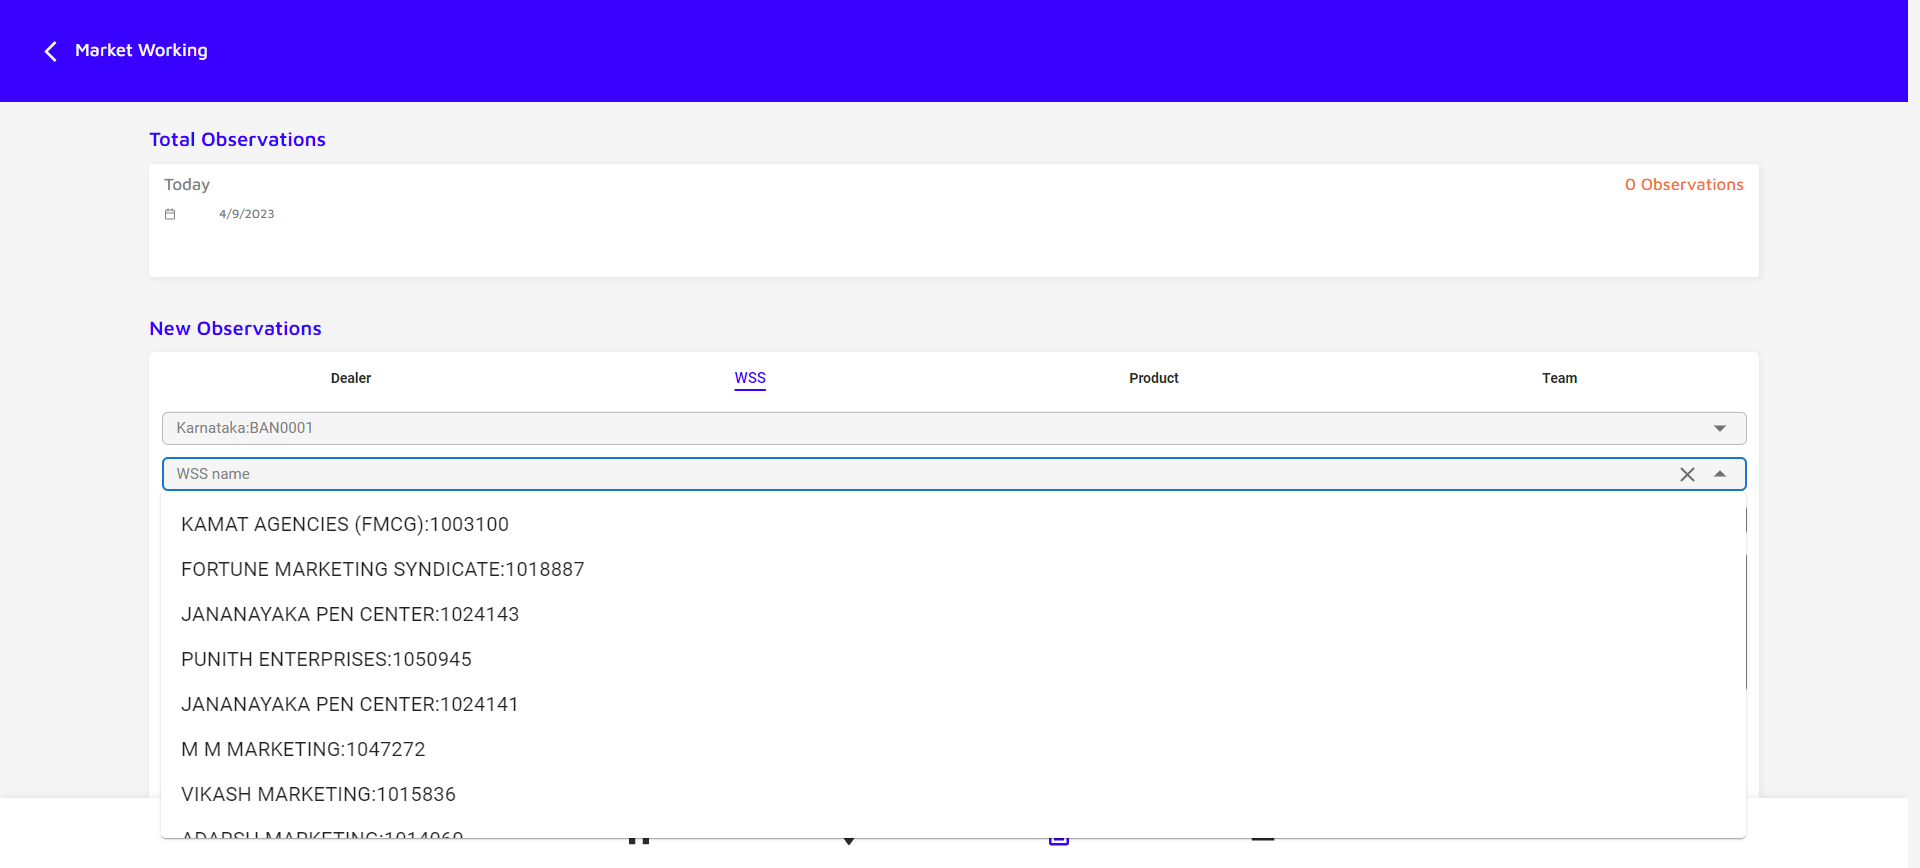 Market Working
Total Observations
Today
0 Observations
4/9/2023
New Observations
Dealer
WSS
Product
Team
Karnataka:BAN0001
WSS name
KAMAT AGENCIES (FMCG):1003100
FORTUNE MARKETING SYNDICATE:1018887
JANANAYAKA PEN CENTER:1024143
PUNITH ENTERPRISES:1050945
JANANAYAKA PEN CENTER:1024141
M M MARKETING:1047272
VIKASH MARKETING:1015836